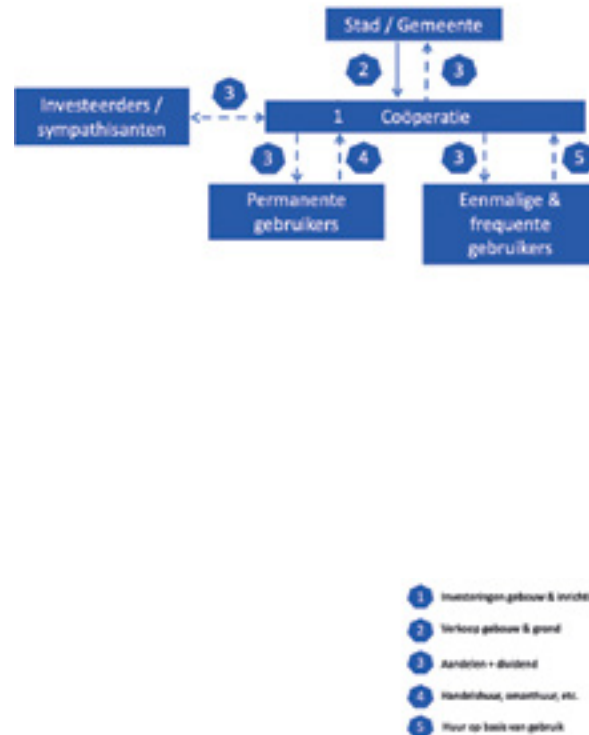 Stad / Gemeente
2
3
Investeerders /
sympathisanten
3
1 Coöperatie
3
4
3
5
Permanente
gebruikers
Eenmalige &
frequente
gebruikers
1 Investeringen gebouw & inricht
2 Verkoop gebouw & grond
3 Aandelen + dividend
4 Handelshuur, etc.
5 Huur op basis van gebruik